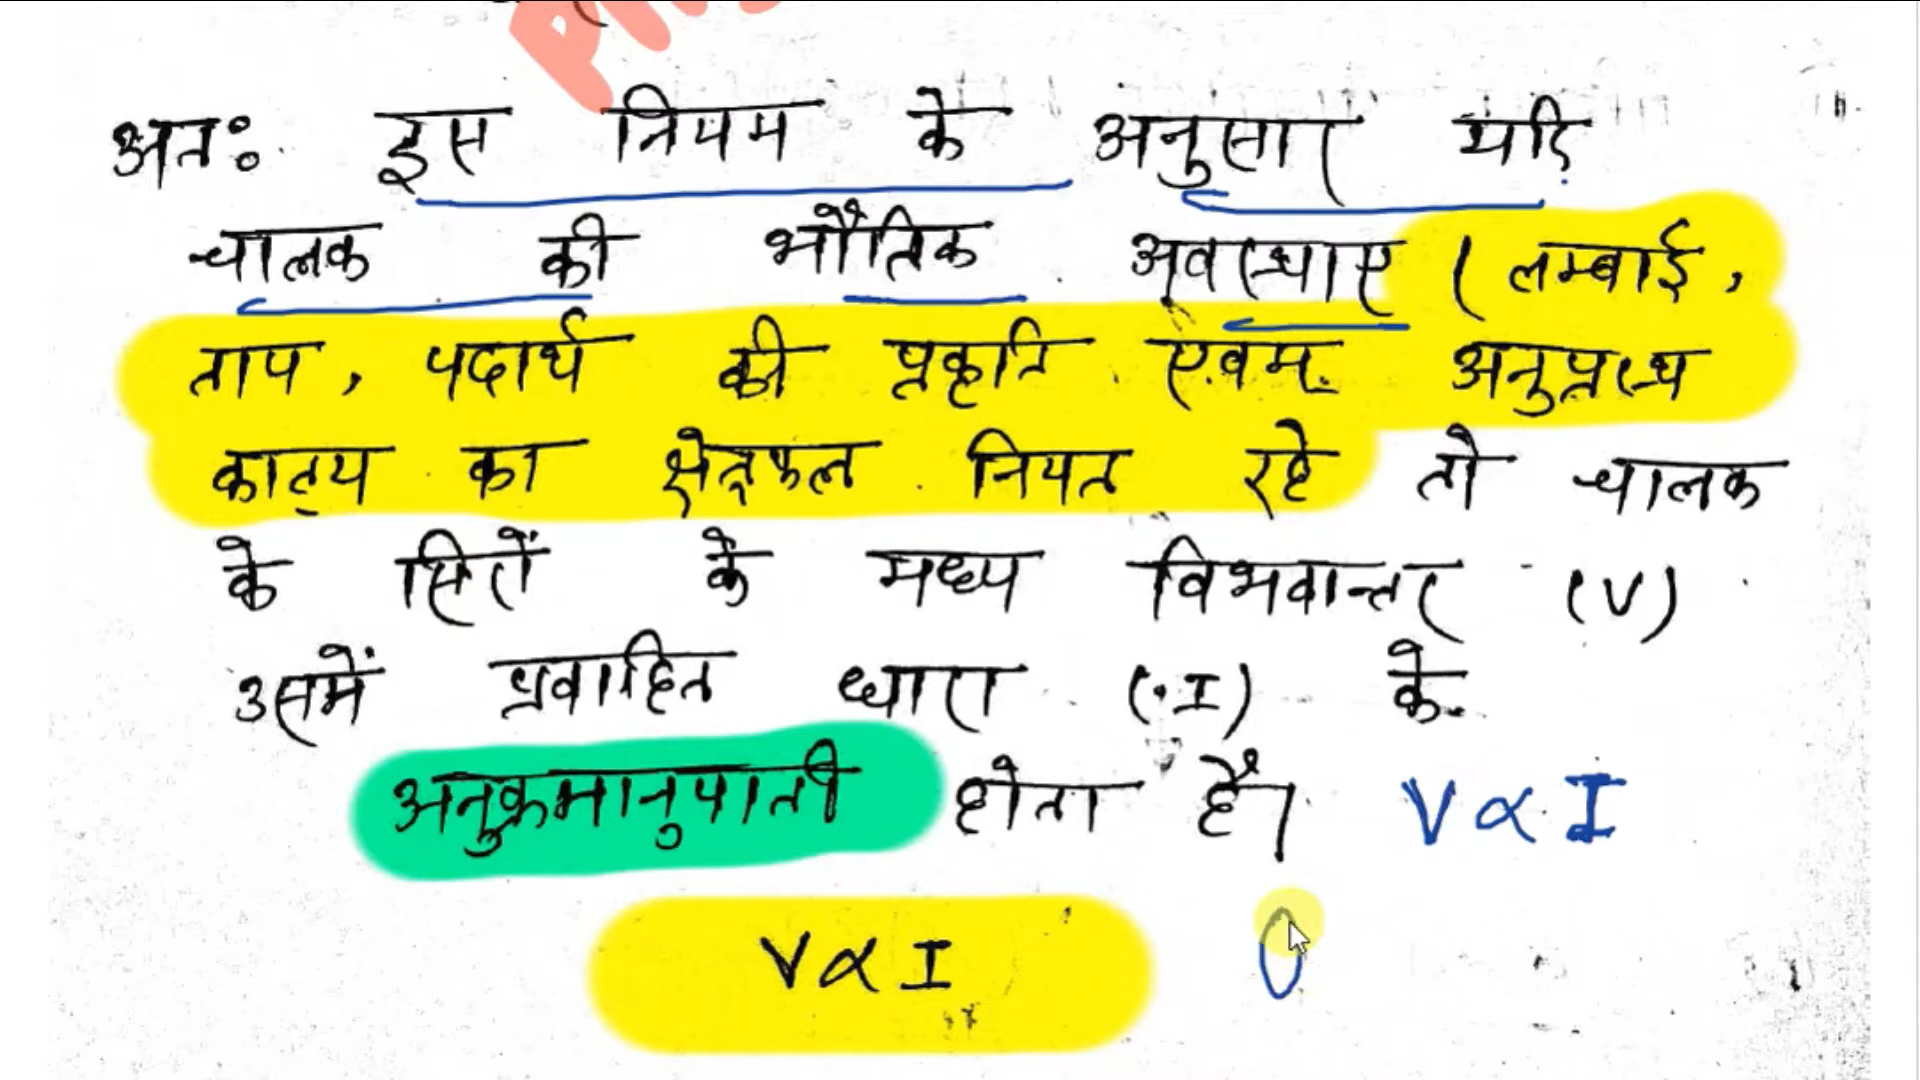 अतः इस नियम के अनुसार यदि
चालक की भौतिक अवस्थाए ( लम्बाई,
ताप, पदार्थ की प्रकृति एवम् अनुप्रस्थ
काट्य का क्षेत्रफल नियत रहे तो चालक
के सिरों के मध्य विभवान्तर (V)
उसमें प्रवाहित धारा (I) के
अनुक्रमानुपाती होता है। V∝I
V∝I